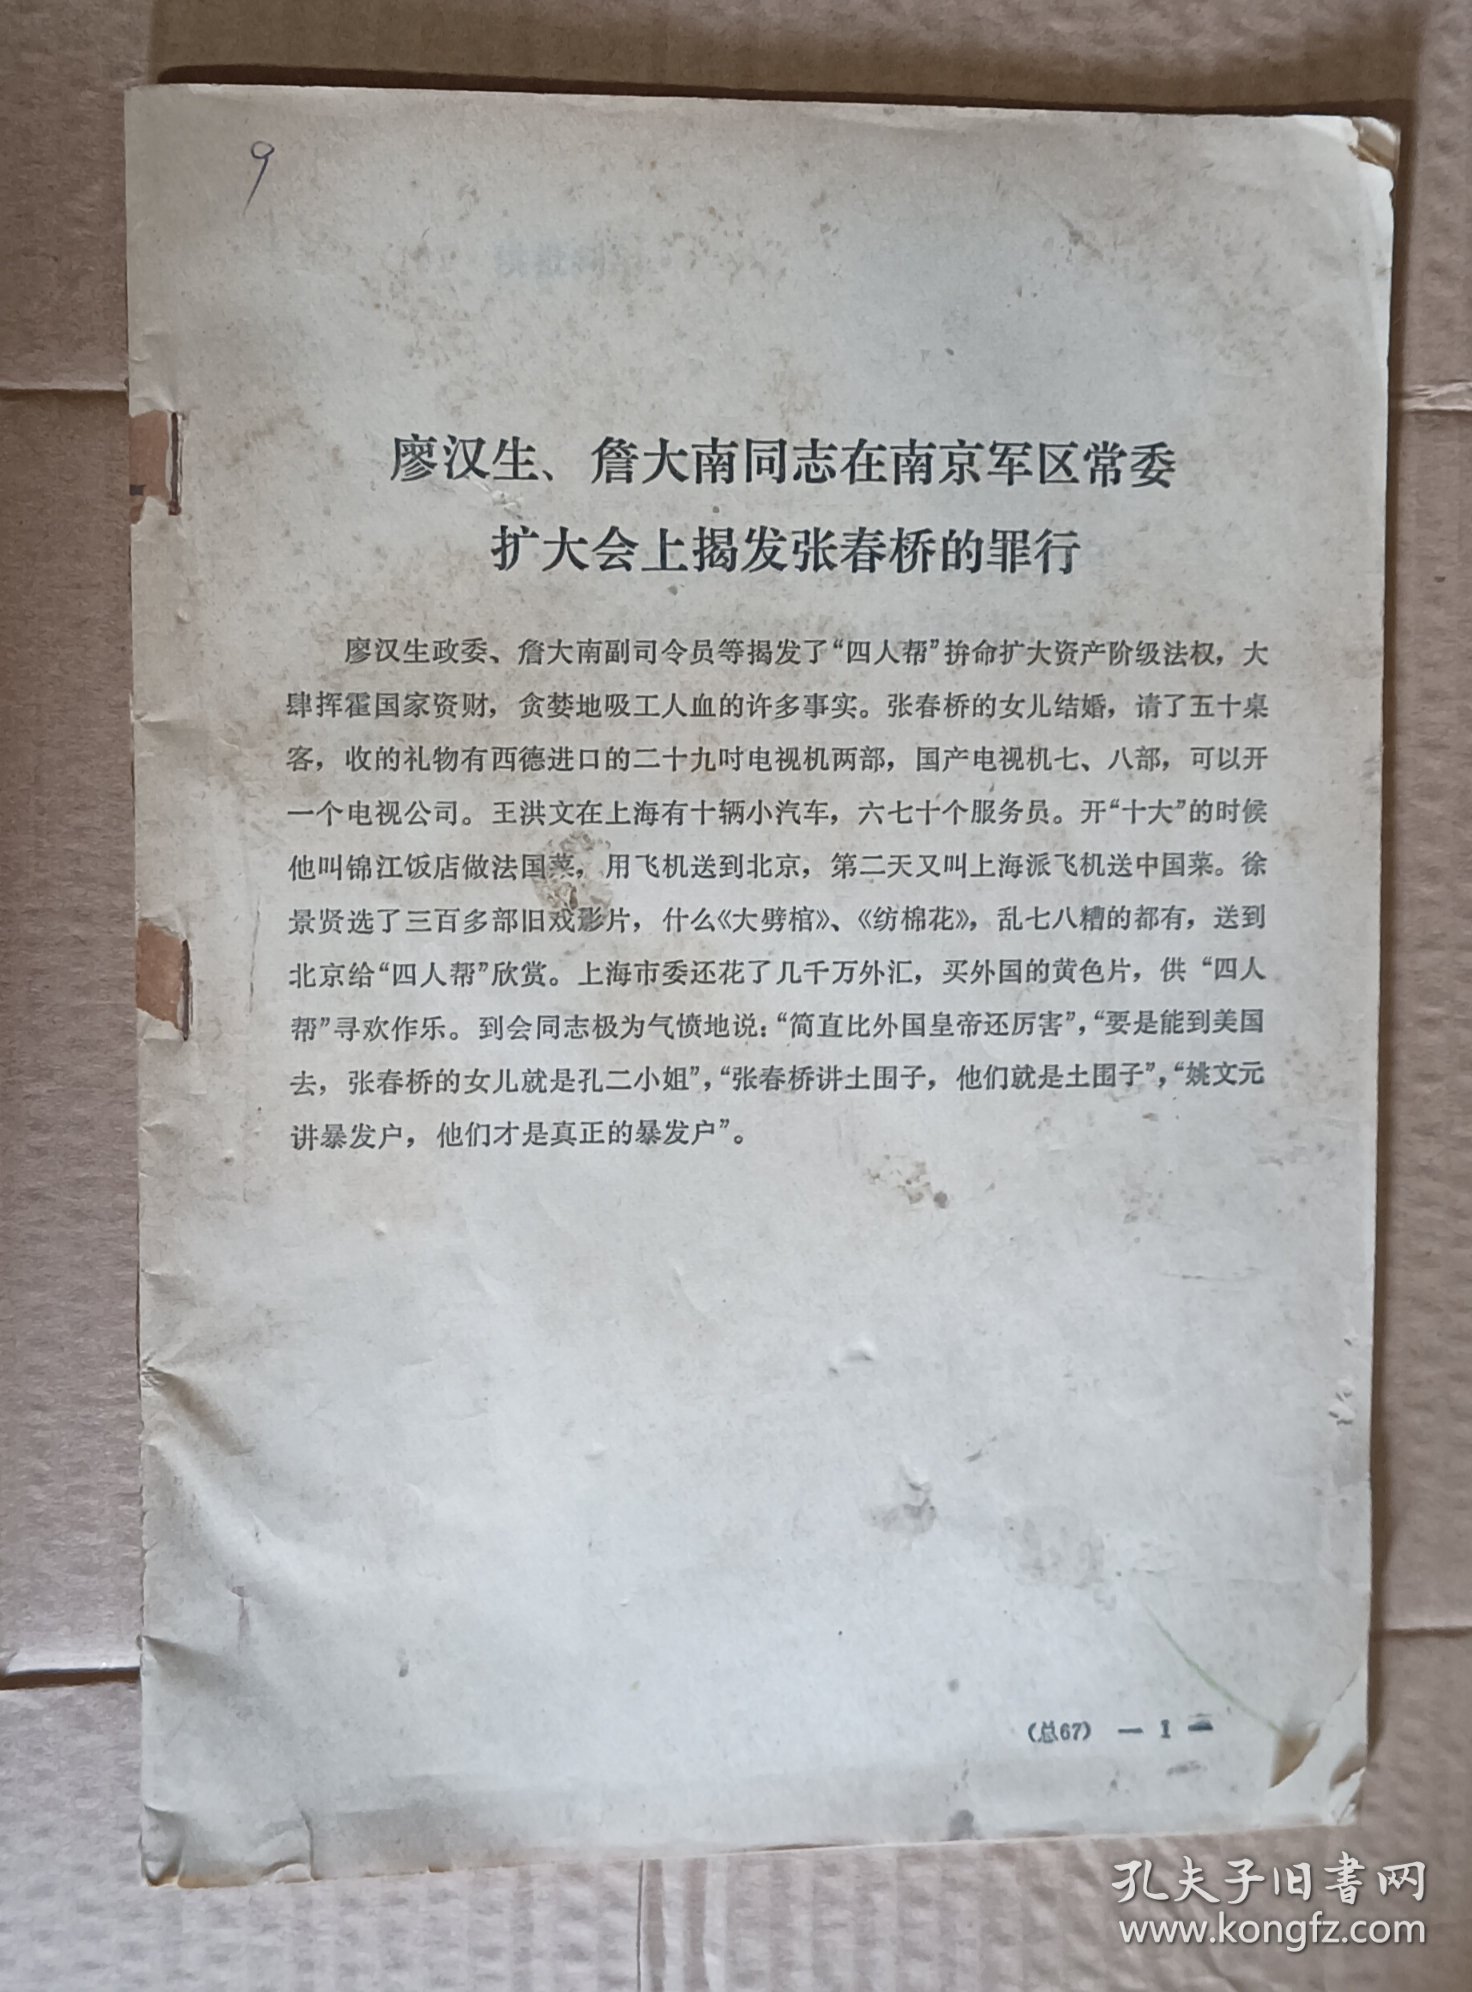 9
廖汉生、詹大南同志在南京军区常委
扩大会上揭发张春桥的罪行
廖汉生政委、詹大南副司令员等揭发了“四人帮”拚命扩大资产阶级法权，大
肆挥霍国家资财，贪婪地吸工人血的许多事实。张春桥的女儿结婚，请了五十桌
客，收的礼物有西德进口的二十九吋电视机两部，国产电视机七、八部，可以开
一个电视公司。王洪文在上海有十辆小汽车，六七十个服务员。开“十大”的时候
他叫锦江饭店做法国菜，用飞机送到北京，第二天又叫上海派飞机送中国菜。徐
景贤选了三百多部旧戏影片，什么《大劈棺》、《纺棉花》，乱七八糟的都有，送到
北京给“四人帮”欣赏。上海市委还花了几千万外汇，买外国的黄色片，供“四人
帮”寻欢作乐。到会同志极为气愤地说：“简直比外国皇帝还厉害”，“要是能到美国
去，张春桥的女儿就是孔二小姐”，“张春桥讲土围子，他们就是土围子”，“姚文元
讲暴发户，他们才是真正的暴发户”。
（总67） — 1 —
孔夫子旧书网
www.kongfz.com